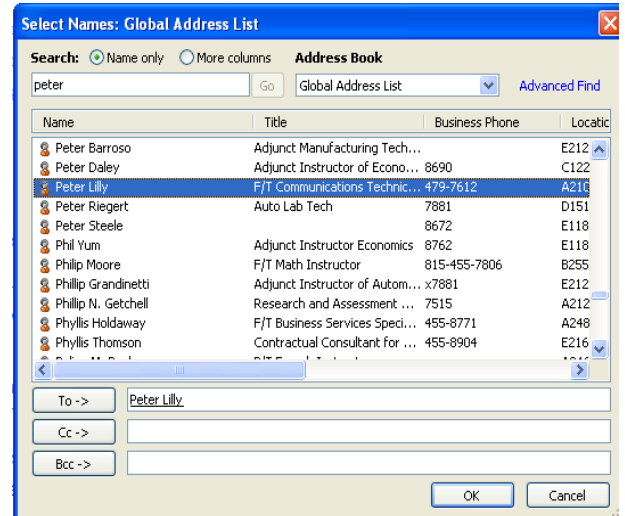 Select Names: Global Address List
Search: Name only More columns Address Book
peter Go Global Address List Advanced Find
Name Title Business Phone Locatic
Peter Barroso Adjunct Manufacturing Tech... E212
Peter Daley Adjunct Instructor of Econo... 8690 C122
Peter Lilly F/T Communications Technic... 479-7612 A210
Peter Riegert Auto Lab Tech 7881 D151
Peter Steele 8672 E118
Phil Yum Adjunct Instructor Economics 8762 E118
Philip Moore F/T Math Instructor 815-455-7806 B255
Phillip Grandinetti Adjunct Instructor of Autom... x7881 E212
Phillip N. Getchell Research and Assessment ... 7515 A212
Phyllis Holdaway F/T Business Services Speci... 455-8771 A248
Phyllis Thomson Contractual Consultant for ... 455-8904 E216
To -> Peter Lilly
Cc ->
Bcc ->
OK Cancel